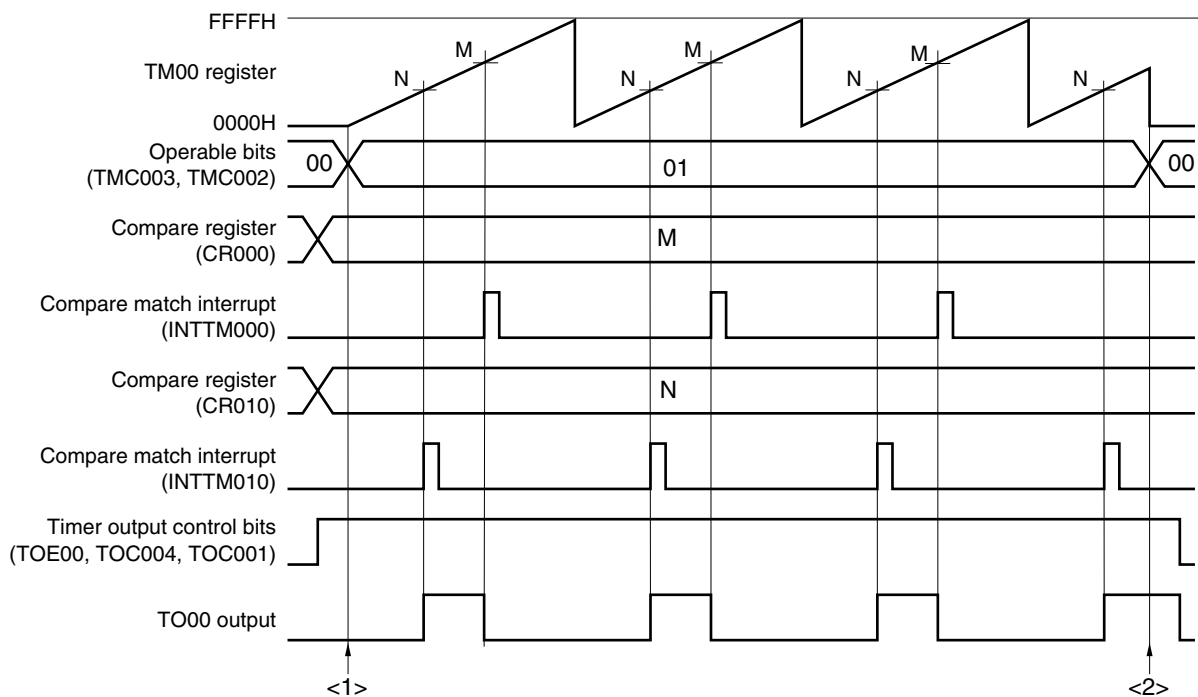 FFFFH
TM00 register
0000H
N M N M N M N
Operable bits
(TMC003, TMC002)
00 01 00
Compare register
(CR000)
M
Compare match interrupt
(INTTM000)
Compare register
(CR010)
N
Compare match interrupt
(INTTM010)
Timer output control bits
(TOE00, TOC004, TOC001)
TO00 output
<1> <2>